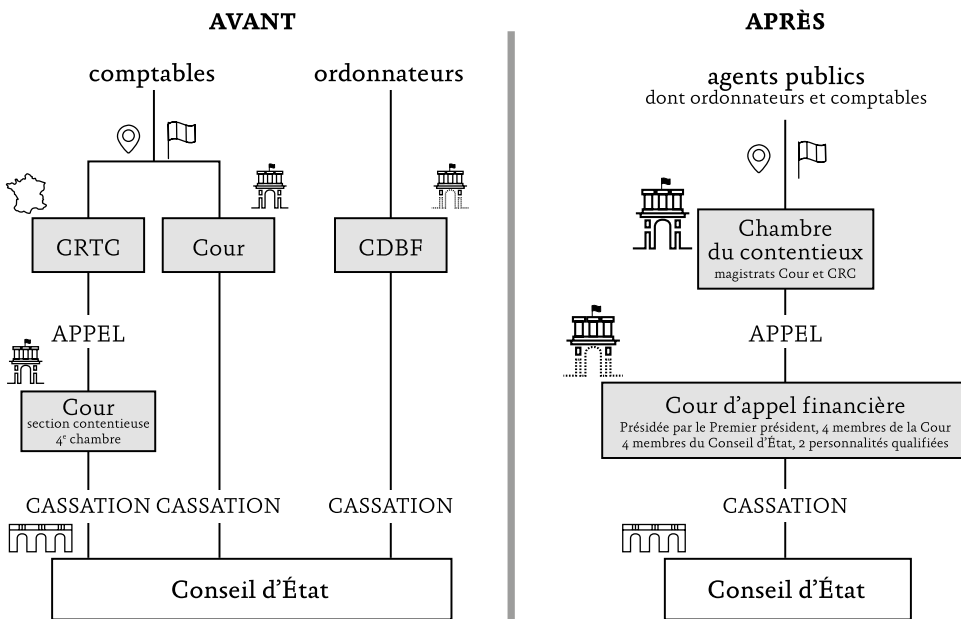 AVANT
comptables
ordonnateurs
CRTC
Cour
CDBF
APPEL
Cour
section contentieuse
4e chambre
CASSATION
CASSATION
CASSATION
Conseil d’État
APRÈS
agents publics
dont ordonnateurs et comptables
Chambre
du contentieux
magistrats Cour et CRC
APPEL
Cour d’appel financière
Présidée par le Premier président, 4 membres de la Cour
4 membres du Conseil d’État, 2 personnalités qualifiées
CASSATION
Conseil d’État